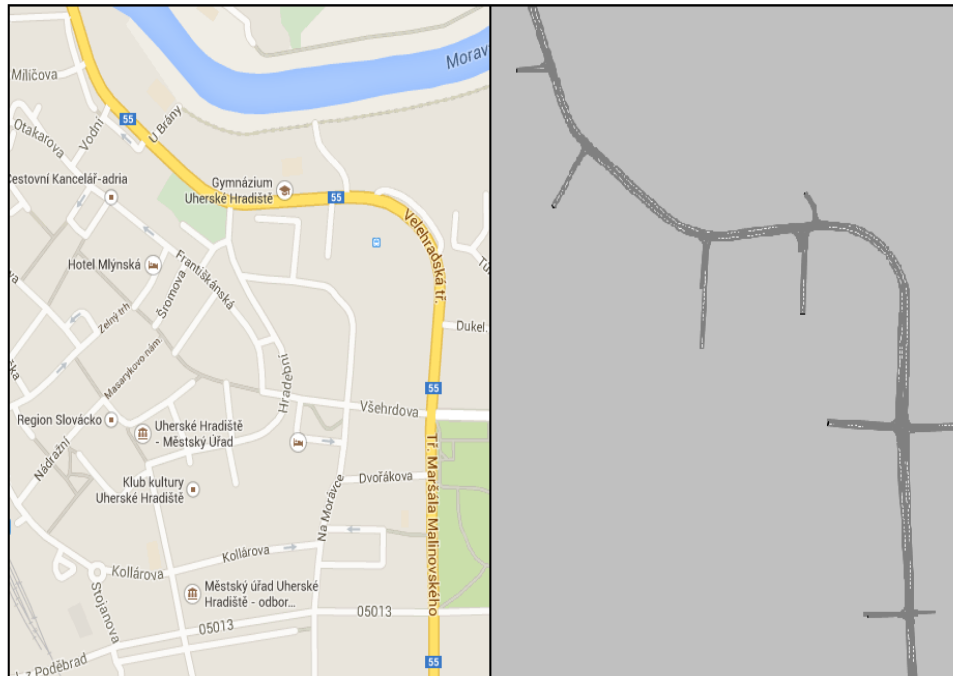 Morav
Milíčova
55
U Brány
Vodní
Otakarova
Cestovní Kancelář-adria
Gymnázium
Uherské Hradiště
55
Velehradská tř.
Hotel Mlýnská
Františkánská
Šromova
Zelný trh
Masarykovo nám.
Hradební
Dukel.
55
Všehrdova
Region Slovácko
Uherské Hradiště
- Městský Úřad
Nádražní
Klub kultury
Uherské Hradiště
Dvořákova
Na Morávce
Tř. Maršála Malinovského
Kollárova
Kollárova
Městský úřad Uherské
Hradiště - odbor...
Stojanova
05013
05013
z Poděbrad
55